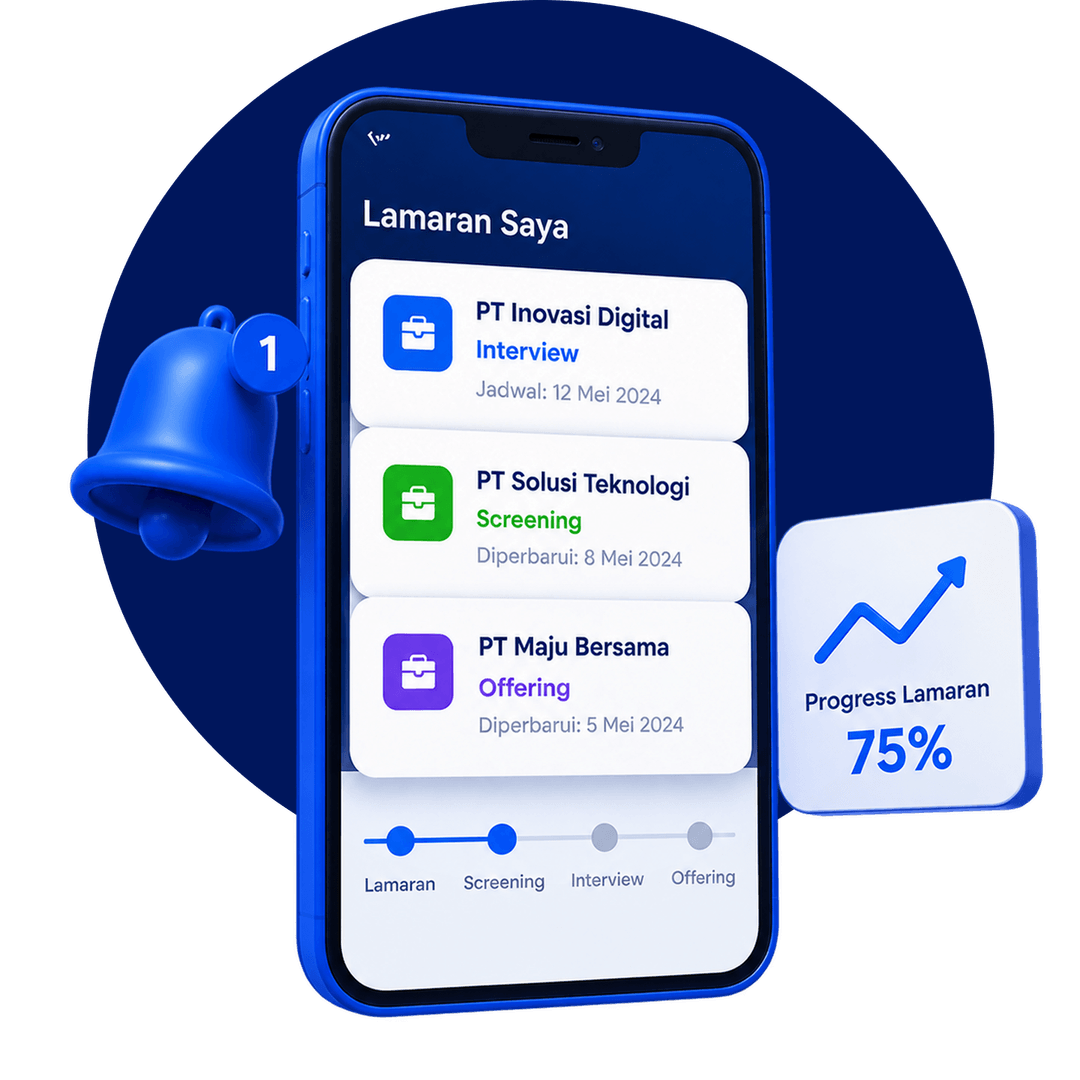 Lamaran Saya
PT Inovasi Digital
Interview
Jadwal: 12 Mei 2024
1
PT Solusi Teknologi
Screening
Diperbarui: 8 Mei 2024
PT Maju Bersama
Offering
Diperbarui: 5 Mei 2024
Progress Lamaran
75%
Lamaran
Screening
Interview
Offering